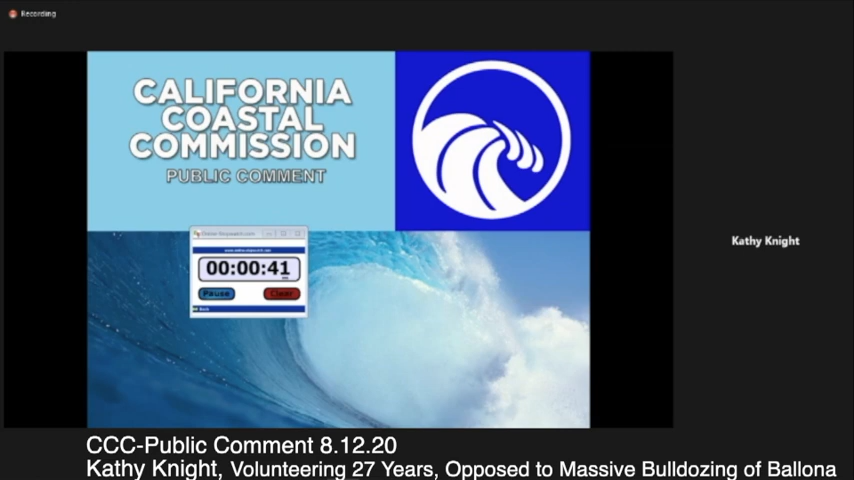 Recording
CALIFORNIA
COASTAL
COMMISSION
PUBLIC COMMENT
00:00:41
Pause
Clear
Kathy Knight
CCC-Public Comment 8.12.20
Kathy Knight, Volunteering 27 Years, Opposed to Massive Bulldozing of Ballona